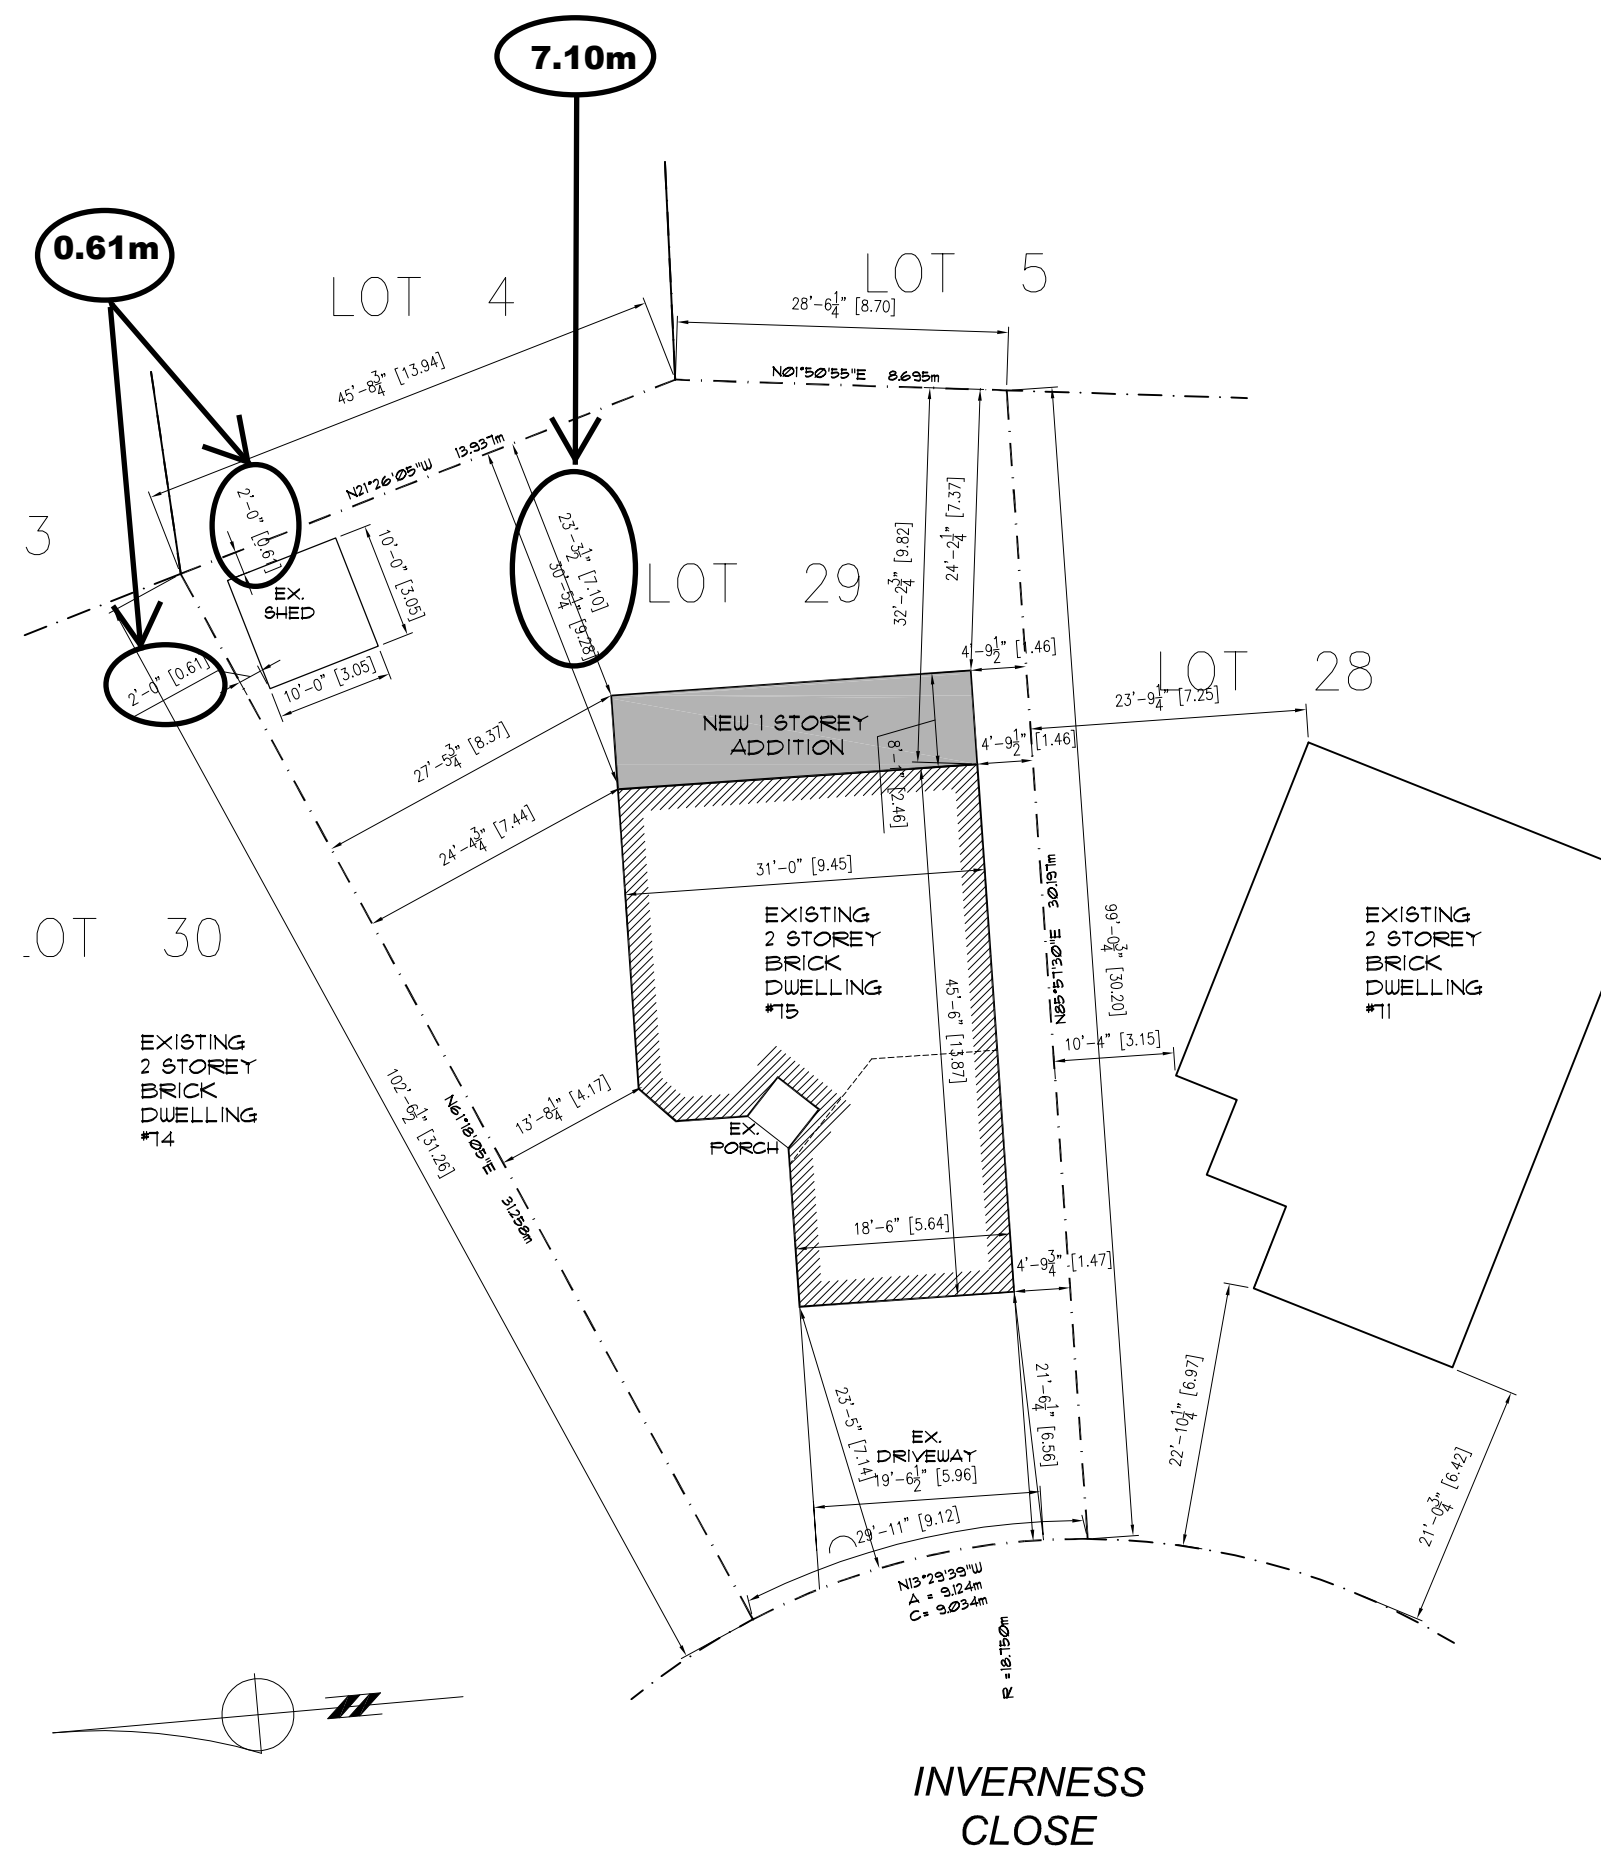 7.10m
0.61m
LOT 4
LOT 5
28'-6 1/4" [8.70]
45'-8 3/4" [13.94]
N01°50'55"E 8.695m
N21°26'05"W 13.937m
3
2'-0" [0.61]
10'-0" [3.05]
EX.
SHED
23'-3 1/2" [7.10]
30'-5 1/4" [9.28]
LOT 29
32'-2 3/4" [9.82]
24'-2 1/4" [7.37]
2'-0" [0.61]
10'-0" [3.05]
4'-9 1/2" [1.46]
LOT 28
23'-9 1/4" [7.25]
NEW 1 STOREY
ADDITION
4'-9 1/2" [1.46]
8'-1" [2.46]
27'-5 3/4" [8.37]
24'-4 3/4" [7.44]
31'-0" [9.45]
N85°57'30"E 30.197m
99'-0 3/4" [30.20]
OT 30
EXISTING
2 STOREY
BRICK
DWELLING
#75
EXISTING
2 STOREY
BRICK
DWELLING
#71
45'-6" [13.87]
10'-4" [3.15]
EXISTING
2 STOREY
BRICK
DWELLING
#74
102'-6 1/2" [31.26]
N61°18'05"E 31.258m
13'-8 1/4" [4.17]
EX.
PORCH
18'-6" [5.64]
4'-9 3/4" [1.47]
23'-5" [7.14]
21'-6 1/4" [6.56]
22'-10 1/4" [6.97]
21'-0 3/4" [6.42]
EX.
DRIVEWAY
19'-6 1/2" [5.96]
29'-11" [9.12]
N13°29'39"W
A = 9.124m
C= 9.034m
R =18.750m
INVERNESS
CLOSE